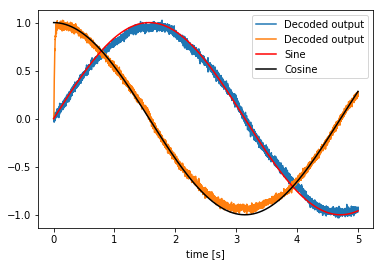 1.0
0.5
0.0
−0.5
−1.0
Decoded output
Decoded output
Sine
Cosine
0 1 2 3 4 5
time [s]